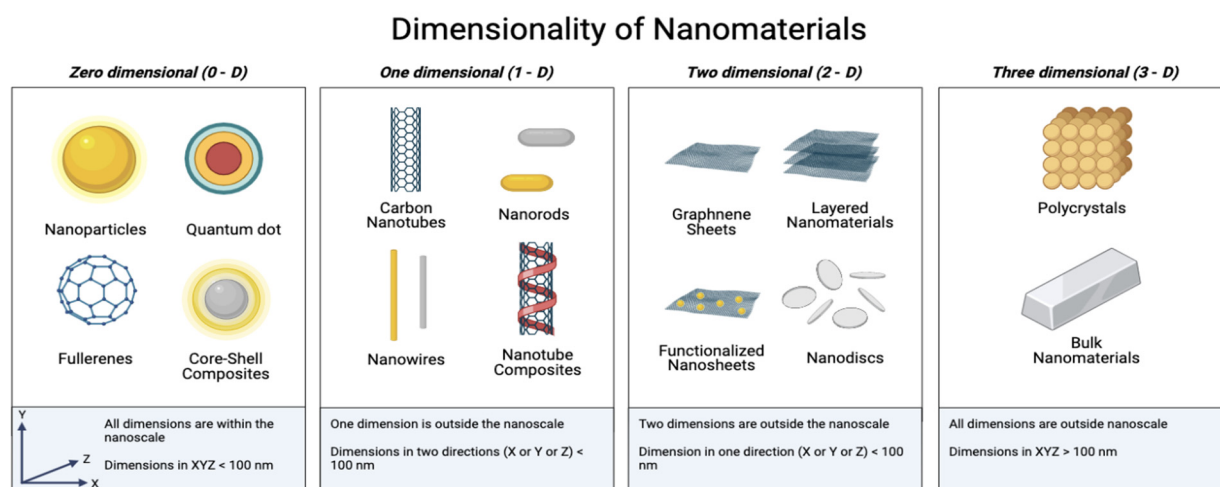 Dimensionality of Nanomaterials
Zero dimensional (0 - D)
Nanoparticles
Quantum dot
Fullerenes
Core-Shell
Composites
Y
Z
X
All dimensions are within the
nanoscale
Dimensions in XYZ < 100 nm
One dimensional (1 - D)
Carbon
Nanotubes
Nanorods
Nanowires
Nanotube
Composites
One dimension is outside the nanoscale
Dimensions in two directions (X or Y or Z) <
100 nm
Two dimensional (2 - D)
Graphnene
Sheets
Layered
Nanomaterials
Functionalized
Nanosheets
Nanodiscs
Two dimensions are outside the nanoscale
Dimension in one direction (X or Y or Z) < 100
nm
Three dimensional (3 - D)
Polycrystals
Bulk
Nanomaterials
All dimensions are outside nanoscale
Dimensions in XYZ > 100 nm